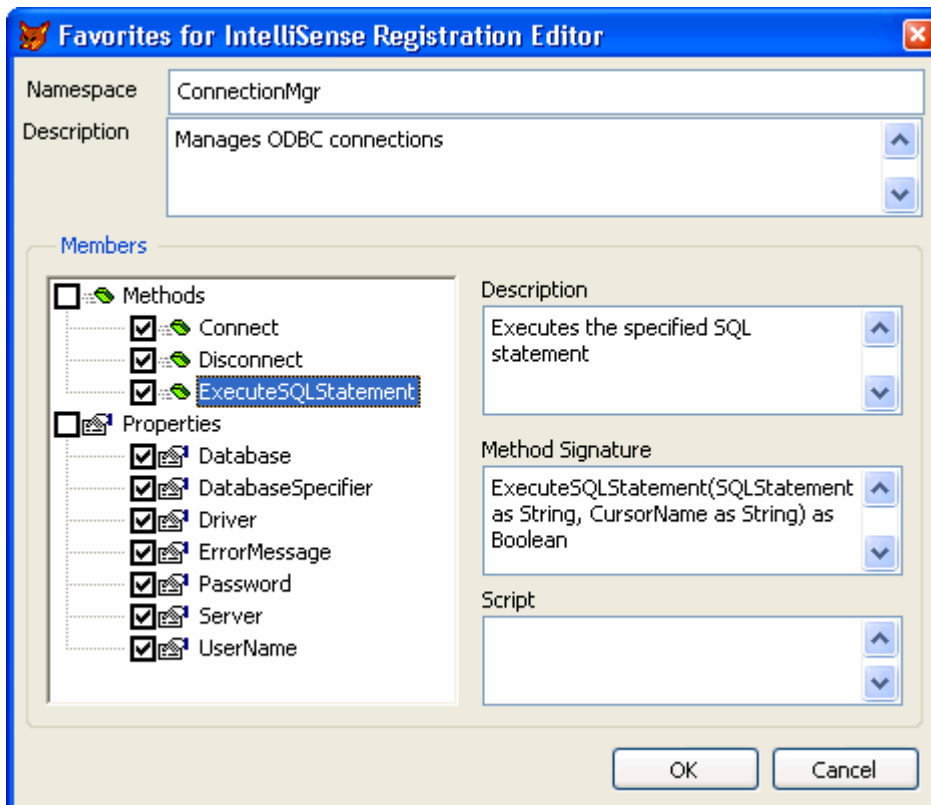 Favorites for IntelliSense Registration Editor
Namespace
ConnectionMgr
Description
Manages ODBC connections
Members
Methods
Connect
Disconnect
ExecuteSQLStatement
Properties
Database
DatabaseSpecifier
Driver
ErrorMessage
Password
Server
UserName
Description
Executes the specified SQL
statement
Method Signature
ExecuteSQLStatement(SQLStatement
as String, CursorName as String) as
Boolean
Script
OK
Cancel